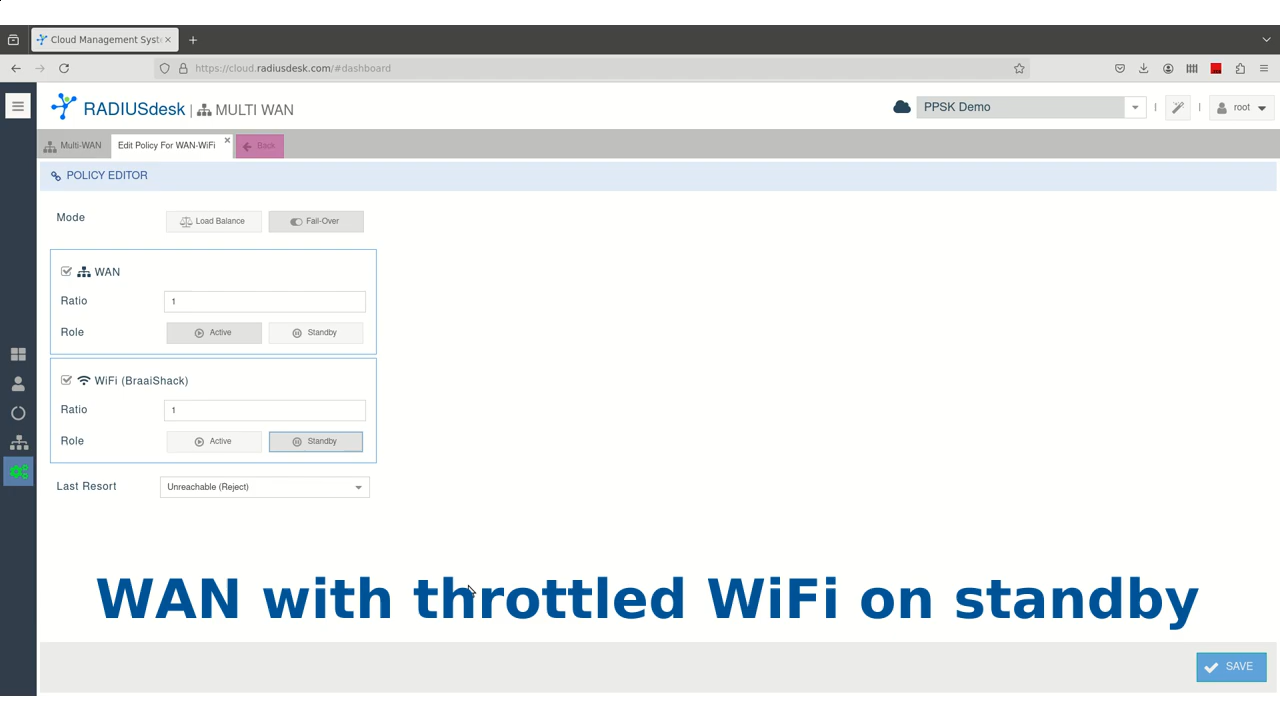 Cloud Management Syst
https://cloud.radiusdesk.com/#dashboard
RADIUSdesk | MULTI WAN
PPSK Demo
root
Multi-WAN
Edit Policy For WAN-WiFi
Back
POLICY EDITOR
Mode
Load Balance
Fail-Over
WAN
Ratio
1
Role
Active
Standby
WiFi (BraaiShack)
Ratio
1
Role
Active
Standby
Last Resort
Unreachable (Reject)
WAN with throttled WiFi on standby
SAVE